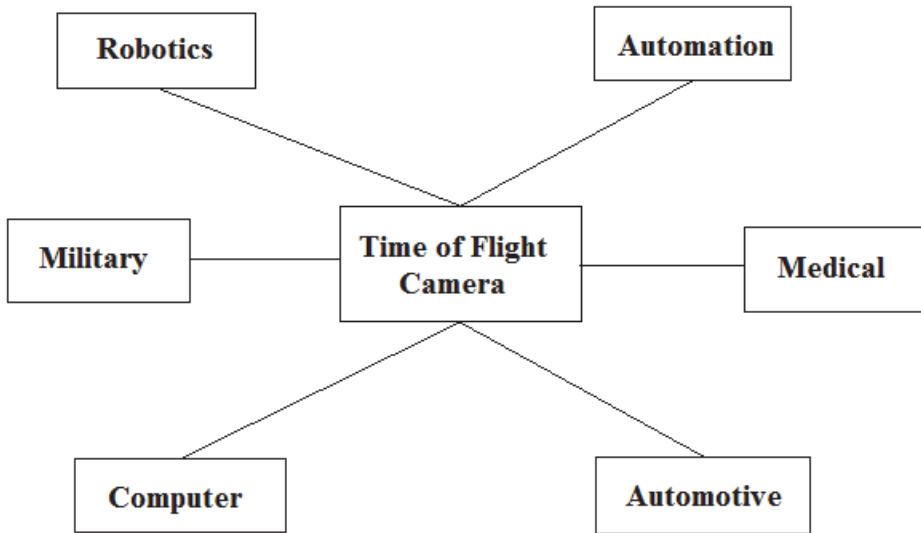 Robotics
Automation
Military
Time of Flight
Camera
Medical
Computer
Automotive